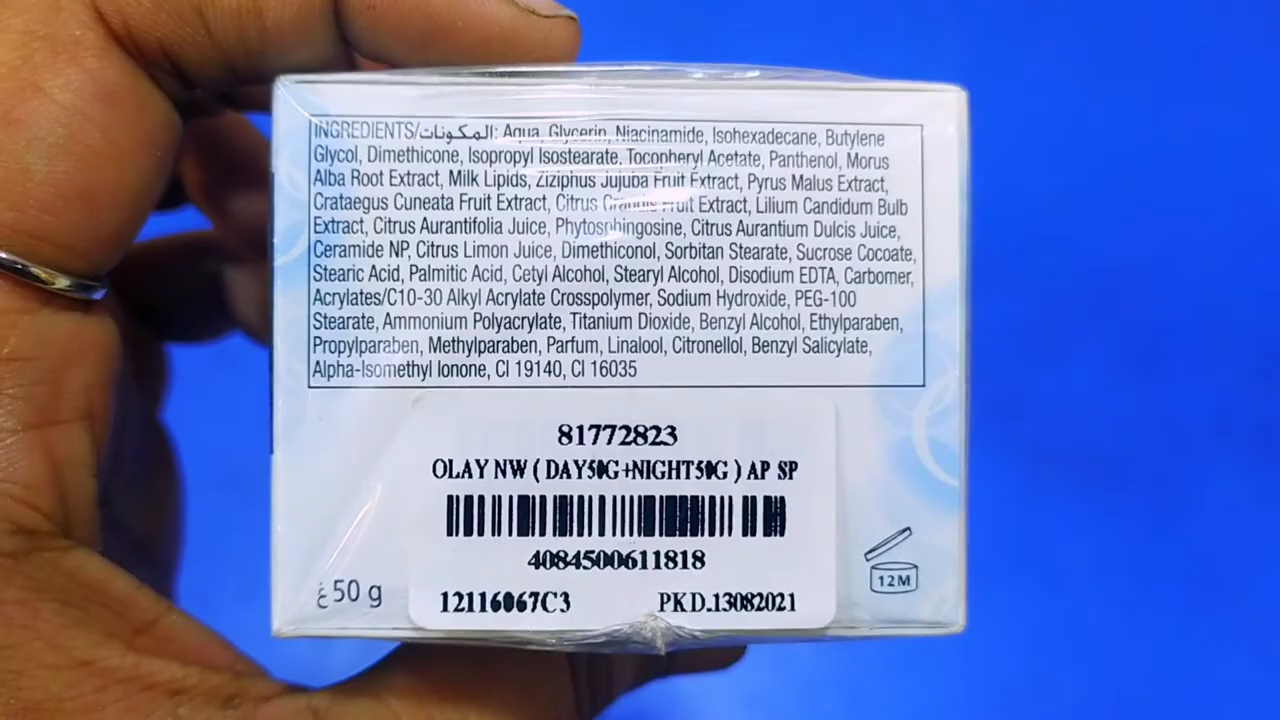 INGREDIENTS/المكونات: Aqua, Glycerin, Niacinamide, Isohexadecane, Butylene
Glycol, Dimethicone, Isopropyl Isostearate, Tocopheryl Acetate, Panthenol, Morus
Alba Root Extract, Milk Lipids, Ziziphus Jujuba Fruit Extract, Pyrus Malus Extract,
Crataegus Cuneata Fruit Extract, Citrus Grandis Fruit Extract, Lilium Candidum Bulb
Extract, Citrus Aurantifolia Juice, Phytosphingosine, Citrus Aurantium Dulcis Juice,
Ceramide NP, Citrus Limon Juice, Dimethiconol, Sorbitan Stearate, Sucrose Cocoate,
Stearic Acid, Palmitic Acid, Cetyl Alcohol, Stearyl Alcohol, Disodium EDTA, Carbomer,
Acrylates/C10-30 Alkyl Acrylate Crosspolymer, Sodium Hydroxide, PEG-100
Stearate, Ammonium Polyacrylate, Titanium Dioxide, Benzyl Alcohol, Ethylparaben,
Propylparaben, Methylparaben, Parfum, Linalool, Citronellol, Benzyl Salicylate,
Alpha-Isomethyl Ionone, CI 19140, CI 16035
81772823
OLAY NW ( DAY50G+NIGHT50G ) AP SP
4084500611818
12116067C3 PKD.13082021
غ 50 g
12M